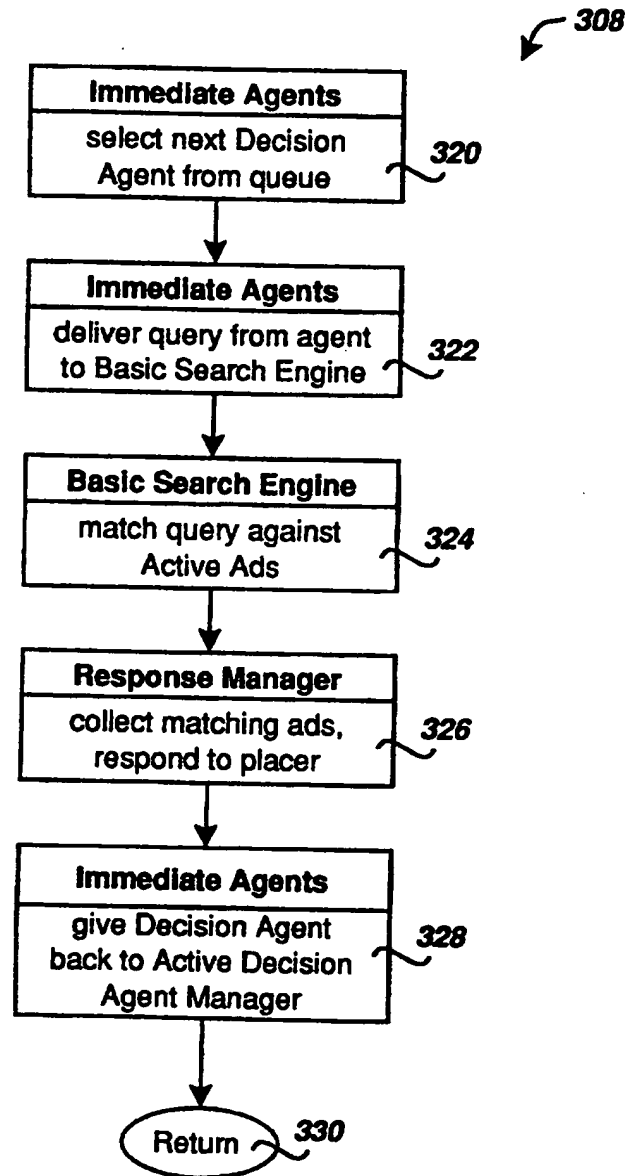 308
Immediate Agents
select next Decision
Agent from queue
320
Immediate Agents
deliver query from agent
to Basic Search Engine
322
Basic Search Engine
match query against
Active Ads
324
Response Manager
collect matching ads,
respond to placer
326
Immediate Agents
give Decision Agent
back to Active Decision
Agent Manager
328
Return
330